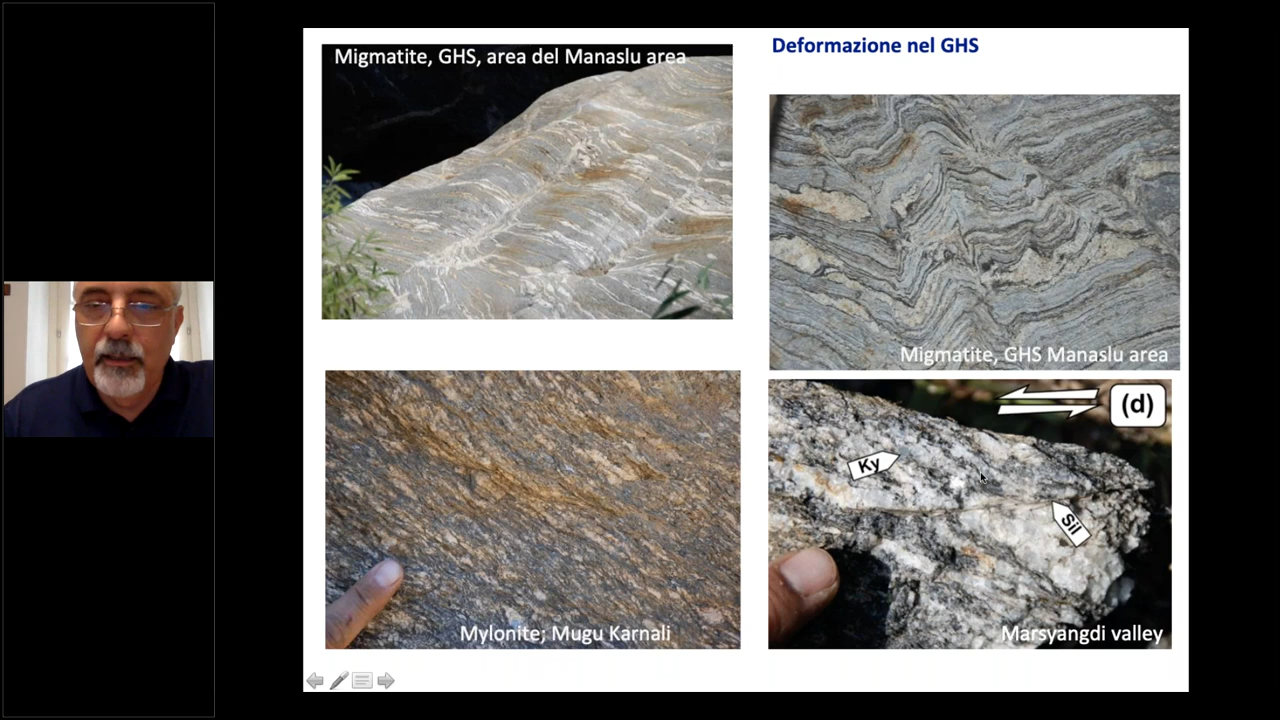 Migmatite, GHS, area del Manaslu area
Deformazione nel GHS
Migmatite, GHS Manaslu area
Mylonite; Mugu Karnali
(d)
Ky
Sil
Marsyangdi valley